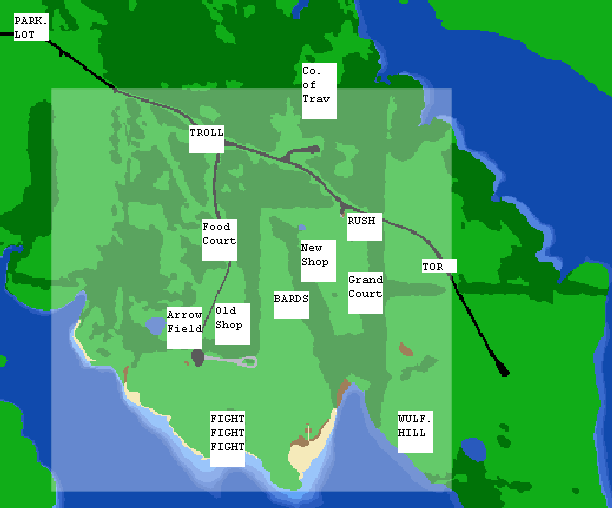 PARK.
LOT
Co.
of
Trav
TROLL
Food
Court
RUSH
New
Shop
TOR
Grand
Court
BARDS
Arrow
Field
Old
Shop
FIGHT
FIGHT
FIGHT
WULF.
HILL